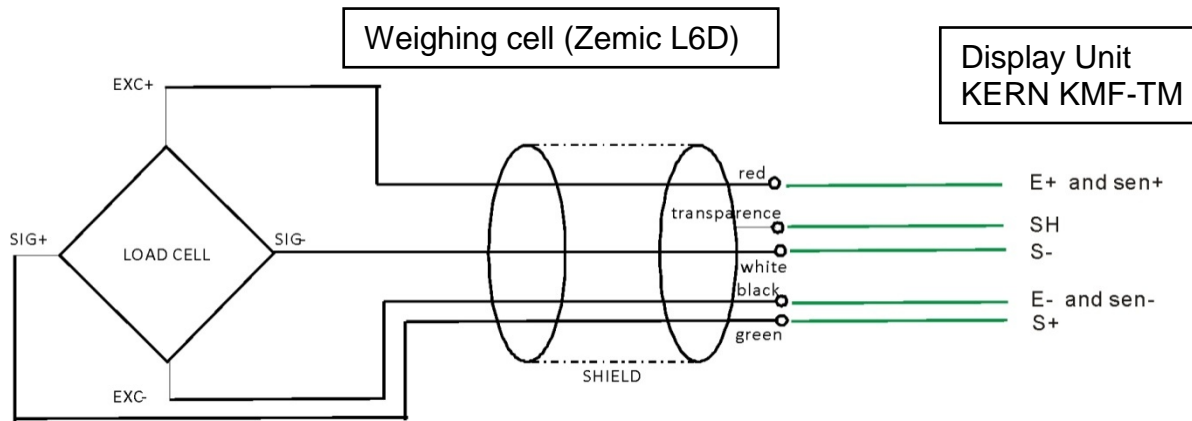 Weighing cell (Zemic L6D)
Display Unit
KERN KMF-TM
EXC+
red
E+ and sen+
transparence
SH
SIG+
LOAD CELL
SIG-
S-
white
black
E- and sen-
S+
green
SHIELD
EXC-